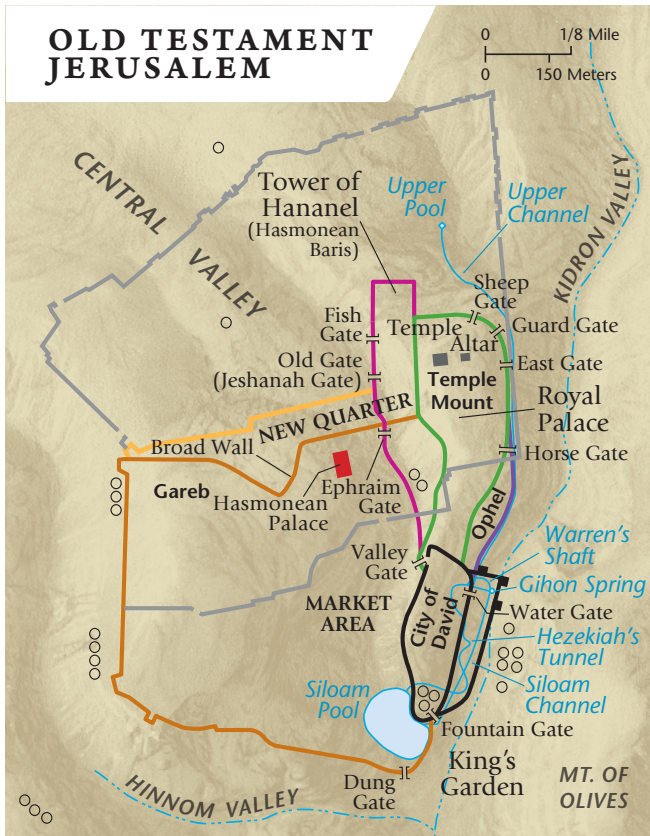 OLD TESTAMENT
JERUSALEM
0
1/8 Mile
0
150 Meters
CENTRAL
VALLEY
Tower of
Hananel
(Hasmonean
Baris)
Upper
Pool
Upper
Channel
KIDRON VALLEY
Sheep
Gate
Fish
Gate
Temple
Guard Gate
Altar
Old Gate
(Jeshanah Gate)
East Gate
Temple
Mount
Royal
Palace
NEW QUARTER
Broad Wall
Horse Gate
Gareb
Hasmonean
Palace
Ephraim
Gate
Ophel
Warren's
Shaft
Valley
Gate
Gihon Spring
MARKET
AREA
City of
David
Water Gate
Hezekiah's
Tunnel
Siloam
Pool
Siloam
Channel
Fountain Gate
King's
Garden
Dung
Gate
HINNOM VALLEY
MT. OF
OLIVES